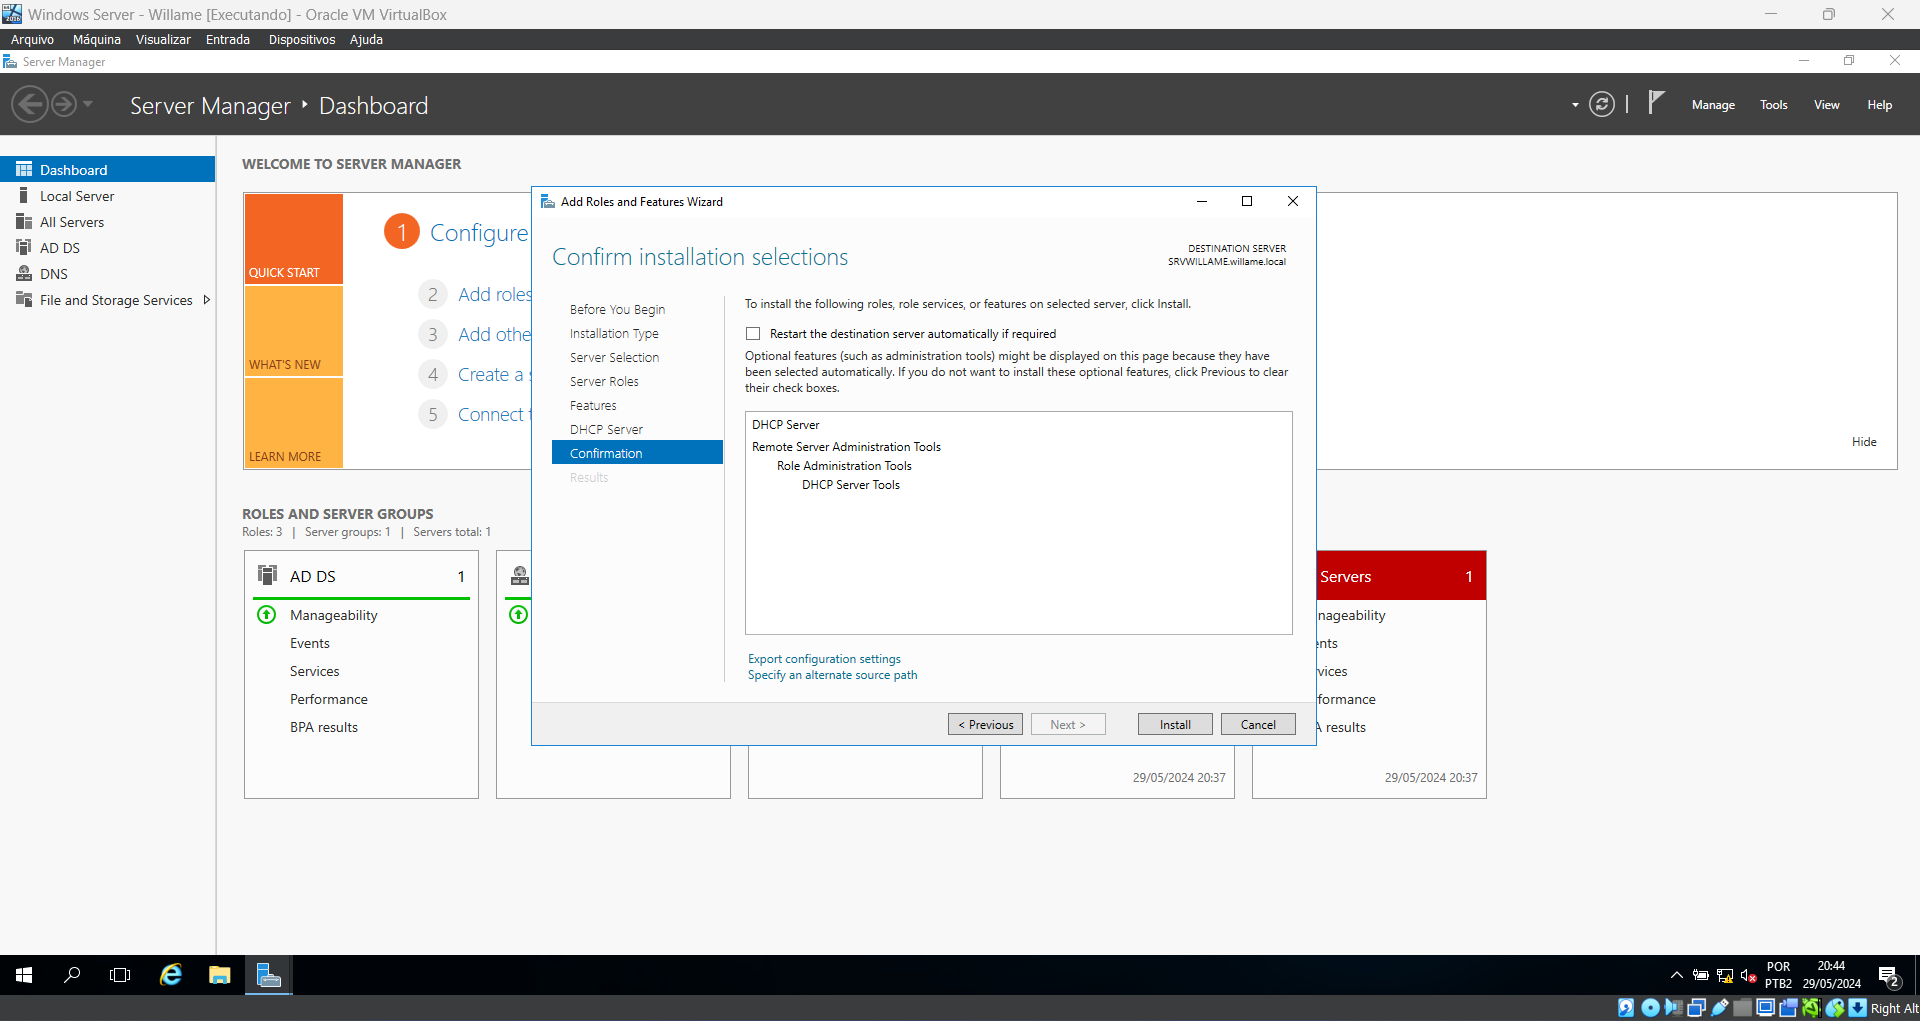 Windows Server - Willame [Executando] - Oracle VM VirtualBox
Arquivo Máquina Visualizar Entrada Dispositivos Ajuda
Server Manager
Server Manager Dashboard
Manage Tools View Help
Dashboard
Local Server
All Servers
AD DS
DNS
File and Storage Services
WELCOME TO SERVER MANAGER
QUICK START
WHAT'S NEW
LEARN MORE
1 Configure
2 Add roles
3 Add othe
4 Create a s
5 Connect t
Hide
Add Roles and Features Wizard
Confirm installation selections
DESTINATION SERVER
SRVWILLAME.willame.local
Before You Begin
Installation Type
Server Selection
Server Roles
Features
DHCP Server
Confirmation
Results
To install the following roles, role services, or features on selected server, click Install.
Restart the destination server automatically if required
Optional features (such as administration tools) might be displayed on this page because they have
been selected automatically. If you do not want to install these optional features, click Previous to clear
their check boxes.
DHCP Server
Remote Server Administration Tools
Role Administration Tools
DHCP Server Tools
Export configuration settings
Specify an alternate source path
< Previous Next > Install Cancel
ROLES AND SERVER GROUPS
Roles: 3 | Server groups: 1 | Servers total: 1
AD DS 1
Manageability
Events
Services
Performance
BPA results
29/05/2024 20:37
Servers 1
nageability
ents
vices
formance
A results
29/05/2024 20:37
POR
PTB2
20:44
29/05/2024
2
Right Alt